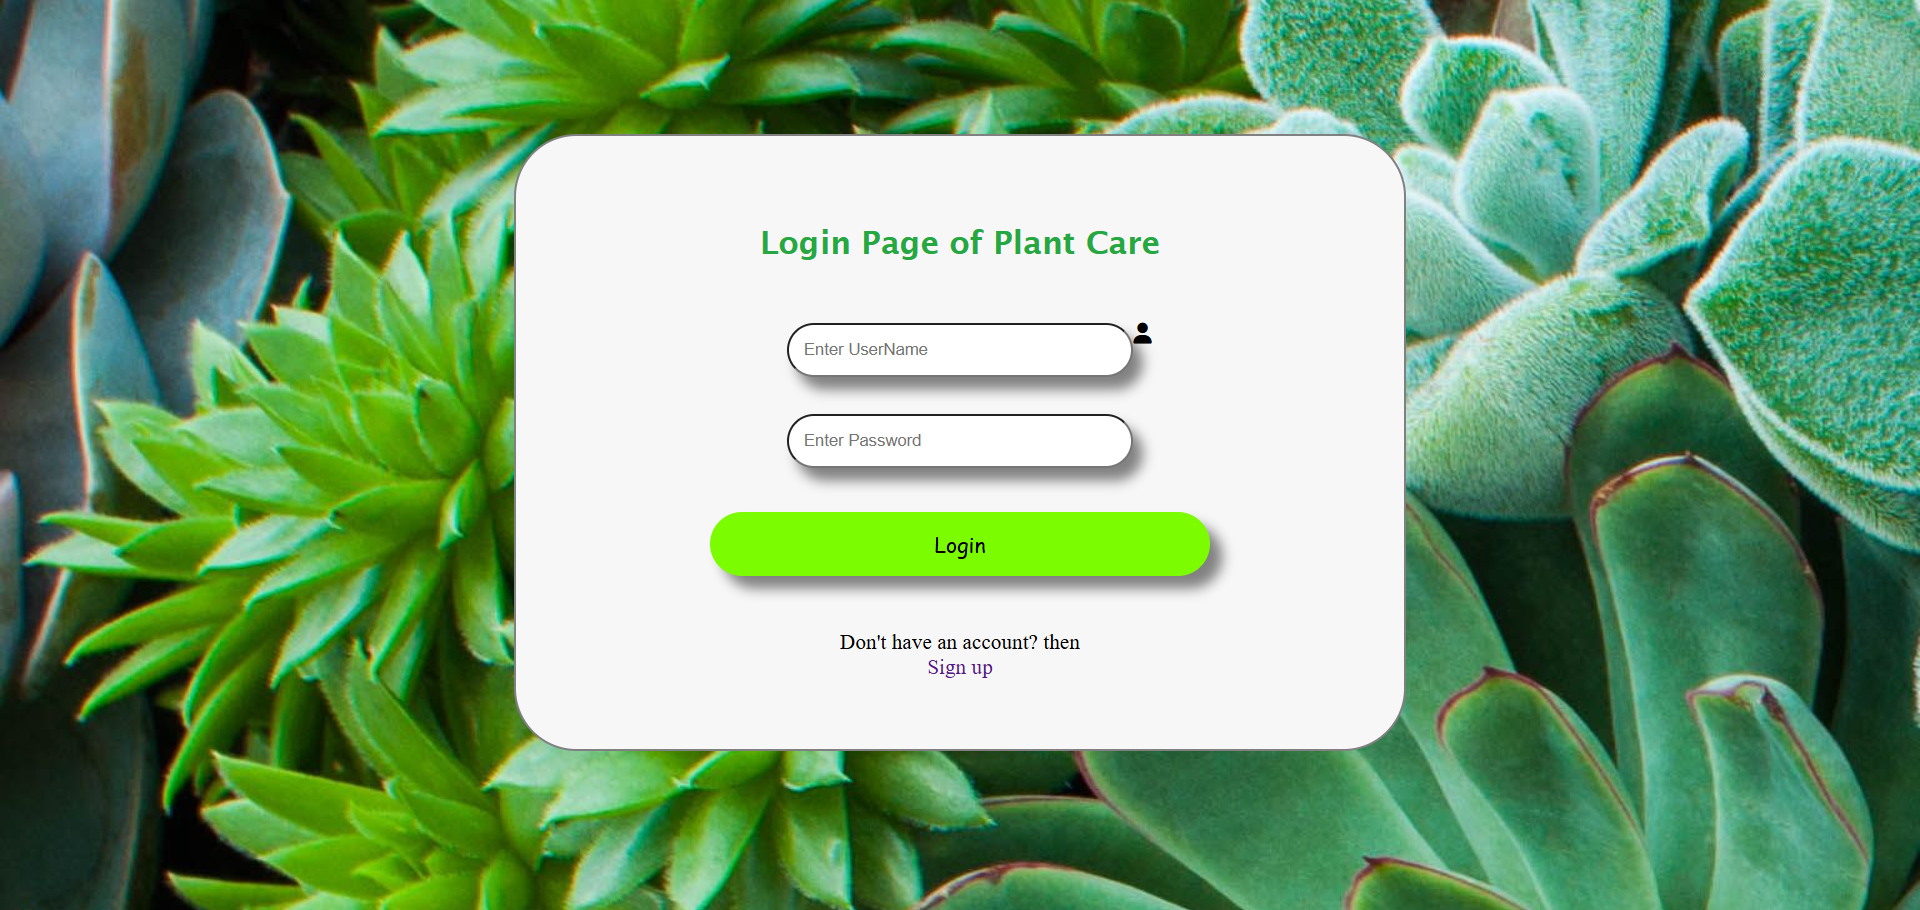 Login Page of Plant Care
Enter UserName
Enter Password
Login
Don't have an account? then
Sign up